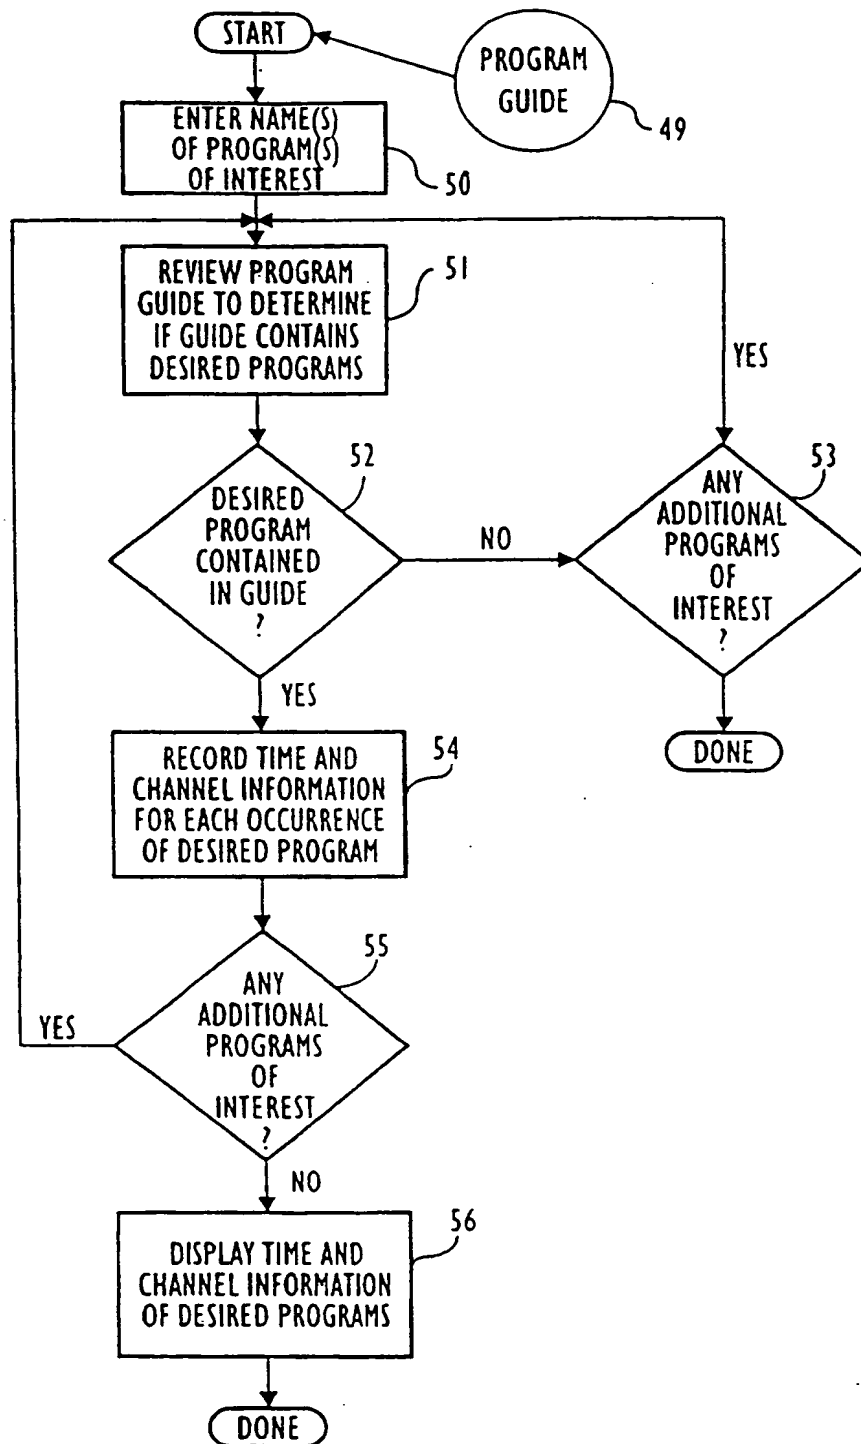 START
PROGRAM
GUIDE
49
ENTER NAME(S)
OF PROGRAM(S)
OF INTEREST
50
REVIEW PROGRAM
GUIDE TO DETERMINE
IF GUIDE CONTAINS
DESIRED PROGRAMS
51
YES
52
DESIRED
PROGRAM
CONTAINED
IN GUIDE
?
NO
53
ANY
ADDITIONAL
PROGRAMS
OF
INTEREST
?
YES
DONE
RECORD TIME AND
CHANNEL INFORMATION
FOR EACH OCCURRENCE
OF DESIRED PROGRAM
54
55
ANY
ADDITIONAL
PROGRAMS
OF
INTEREST
?
YES
NO
56
DISPLAY TIME AND
CHANNEL INFORMATION
OF DESIRED PROGRAMS
DONE